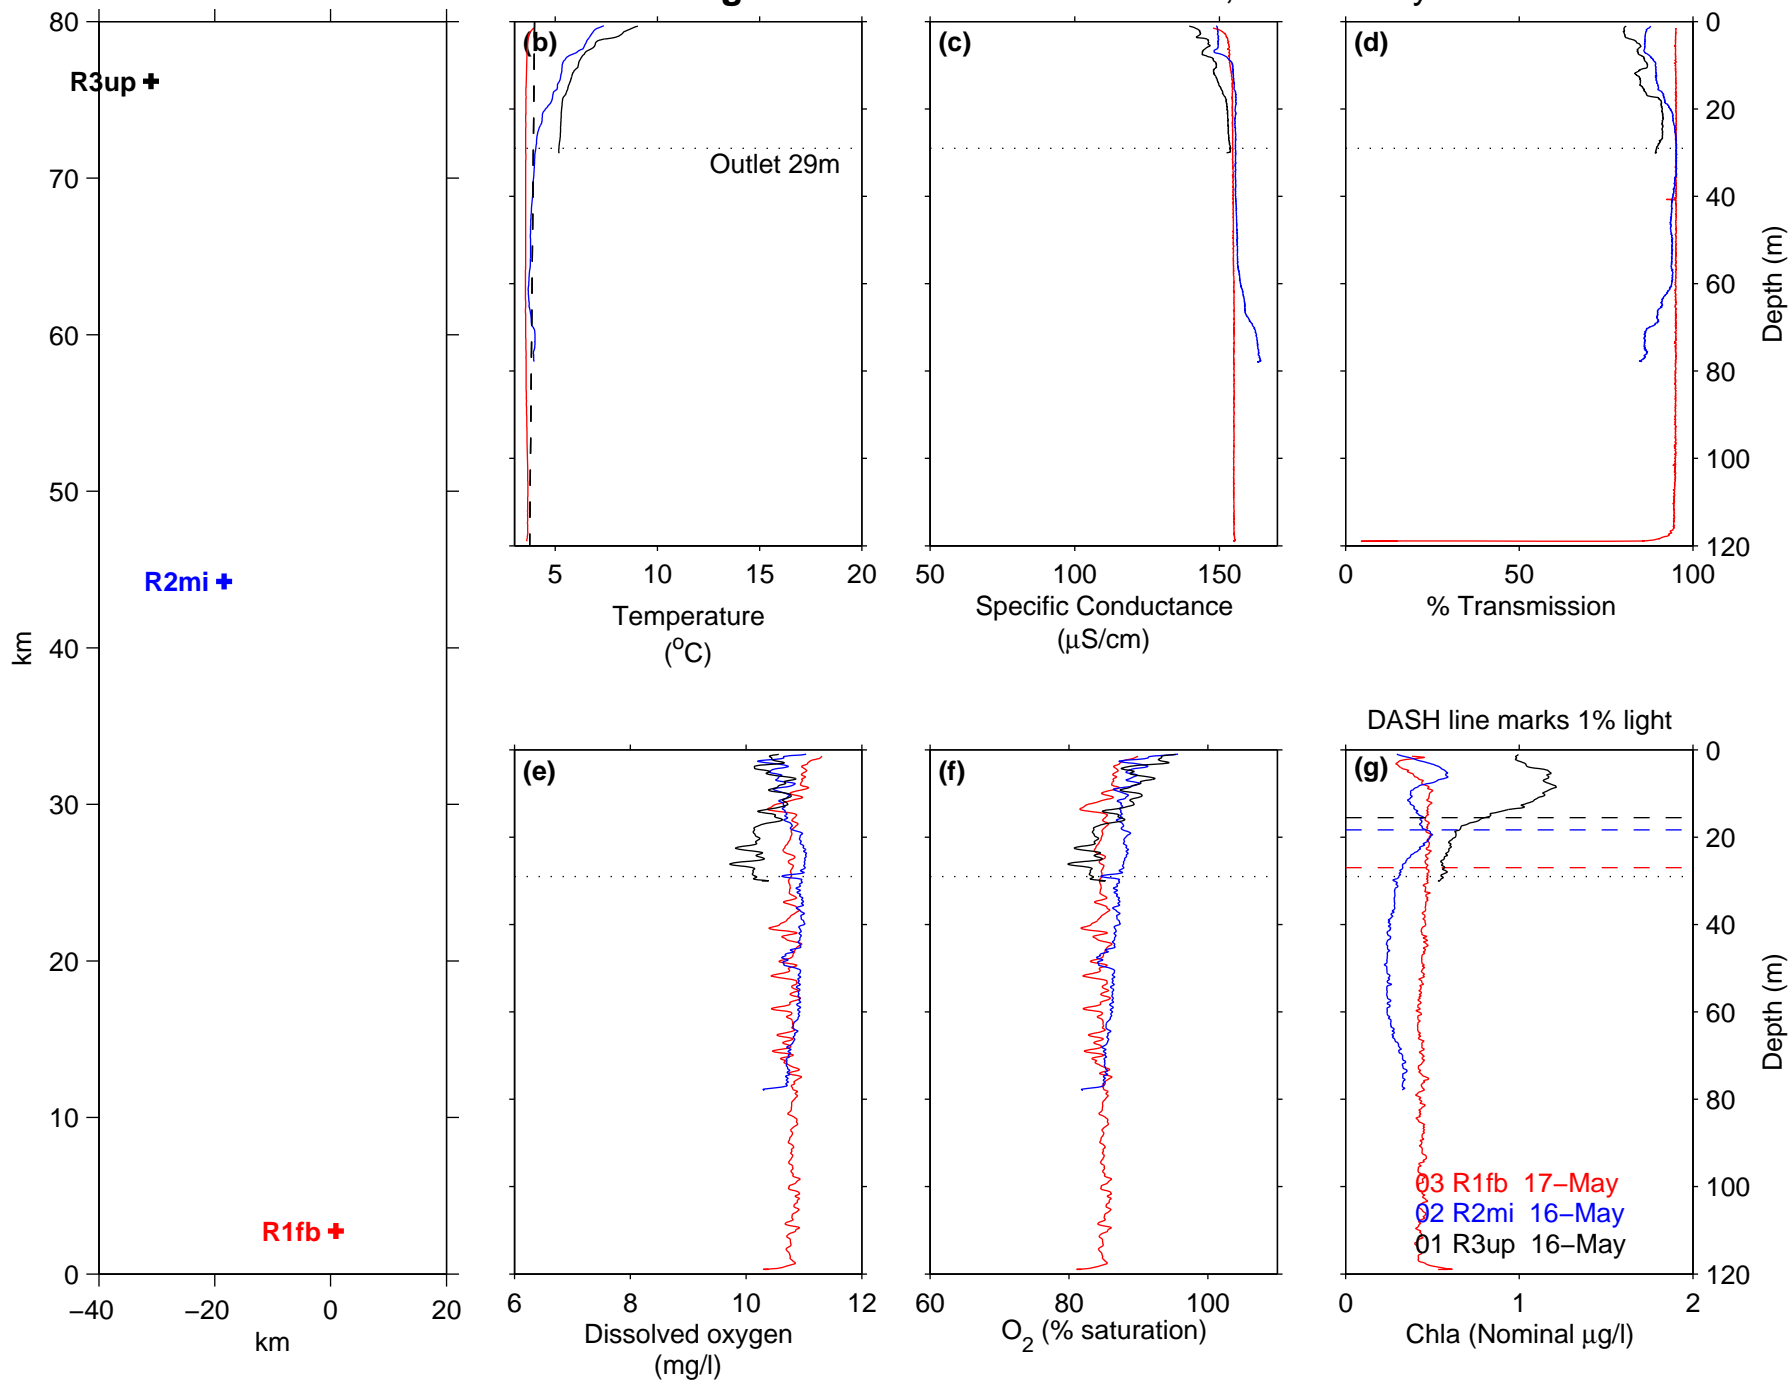 80
70
60
50
40
30
20
10
0
km
−40
−20
0
20
km
R3up
R2mi
R1fb
(b)
Outlet 29m
5
10
15
20
Temperature
(°C)
(c)
50
100
150
Specific Conductance
(μS/cm)
(d)
0
50
100
% Transmission
0
20
40
60
80
100
120
Depth (m)
(e)
6
8
10
12
Dissolved oxygen
(mg/l)
(f)
60
80
100
O2 (% saturation)
DASH line marks 1% light
(g)
03 R1fb 17−May
02 R2mi 16−May
01 R3up 16−May
0
1
2
Chla (Nominal μg/l)
0
20
40
60
80
100
120
Depth (m)